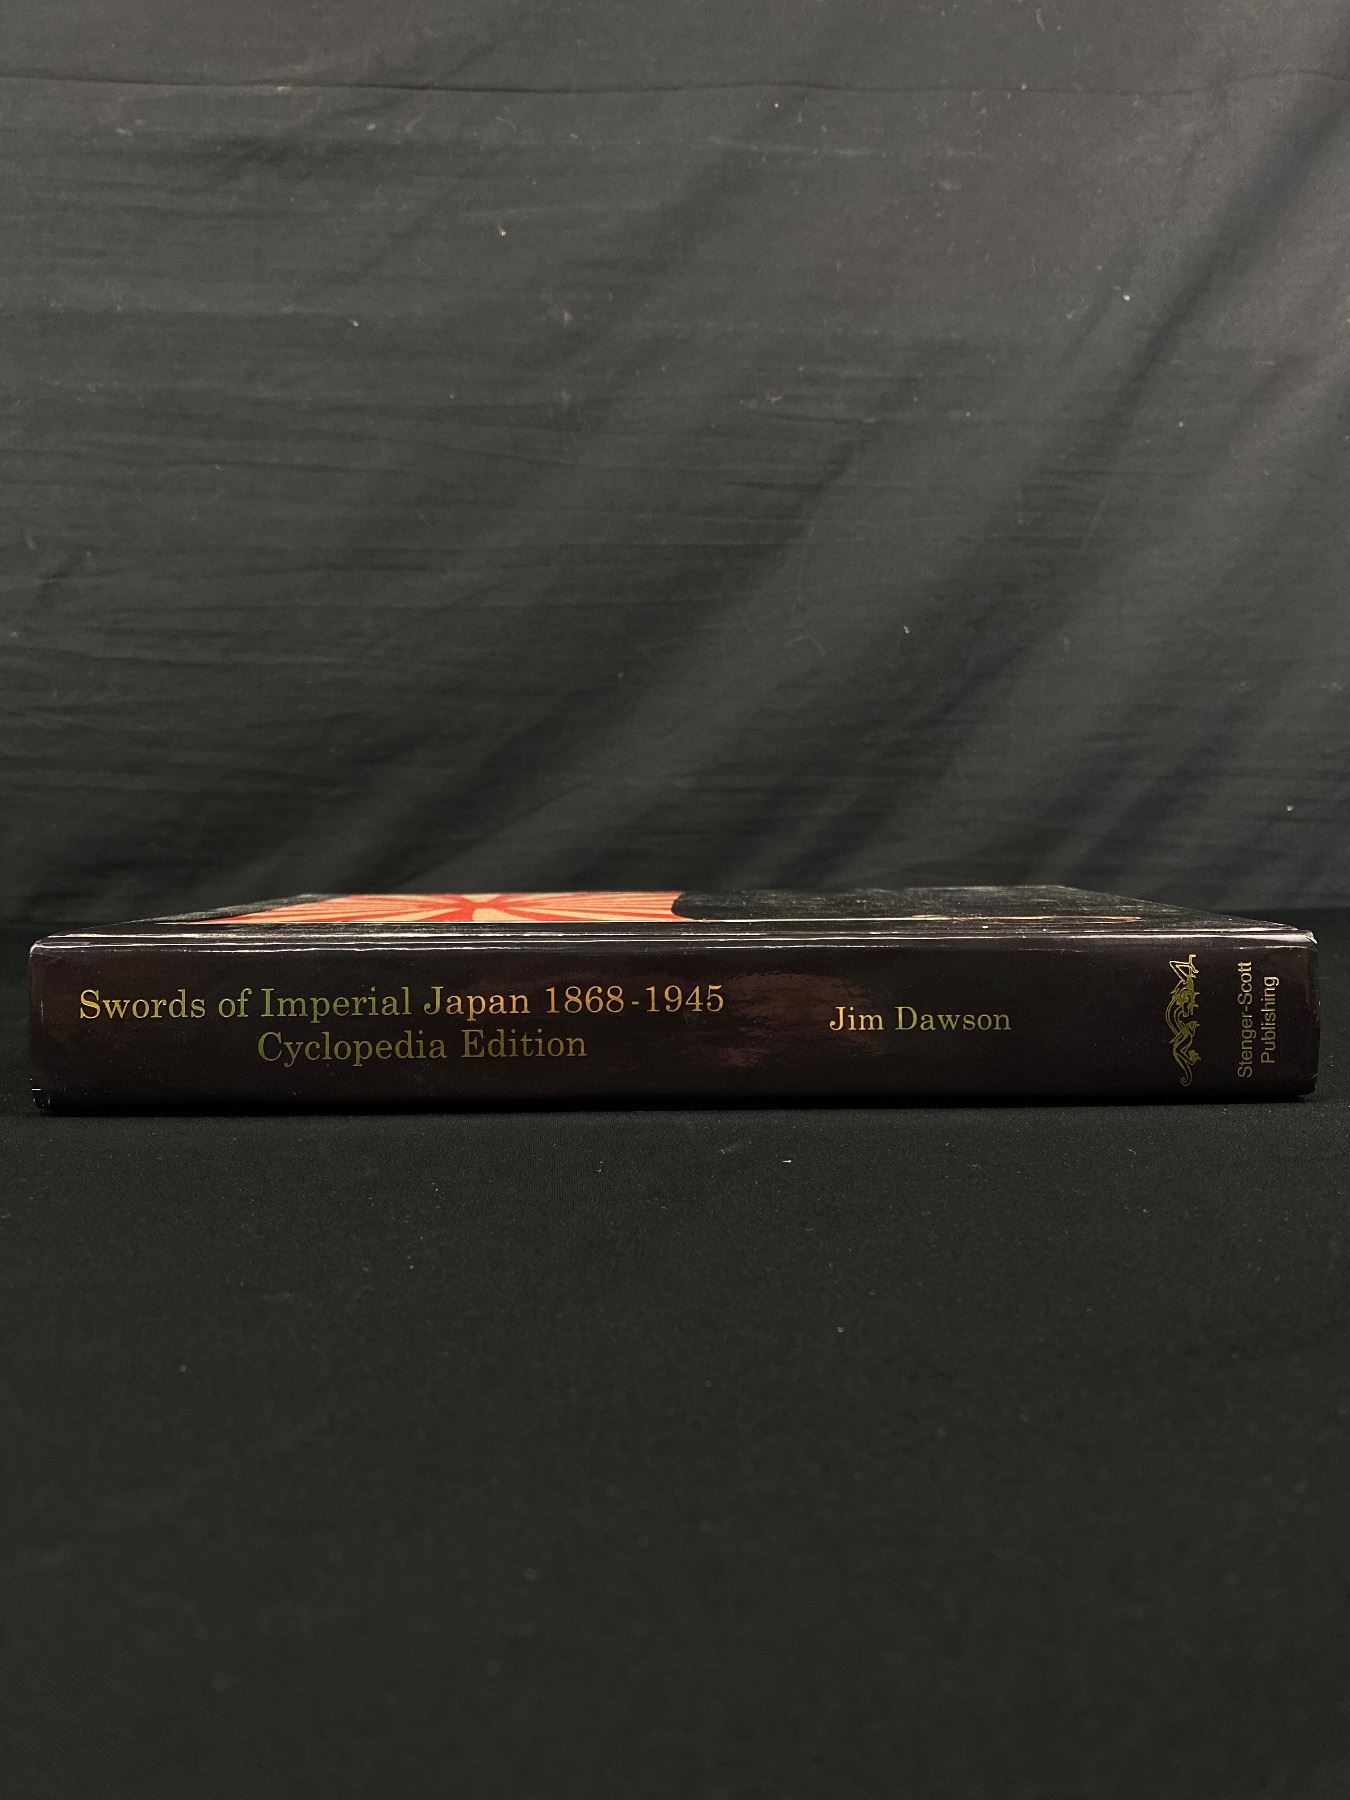 Swords of Imperial Japan 1868-1945
Cyclopedia Edition
Jim Dawson
Stenger-Scott
Publishing